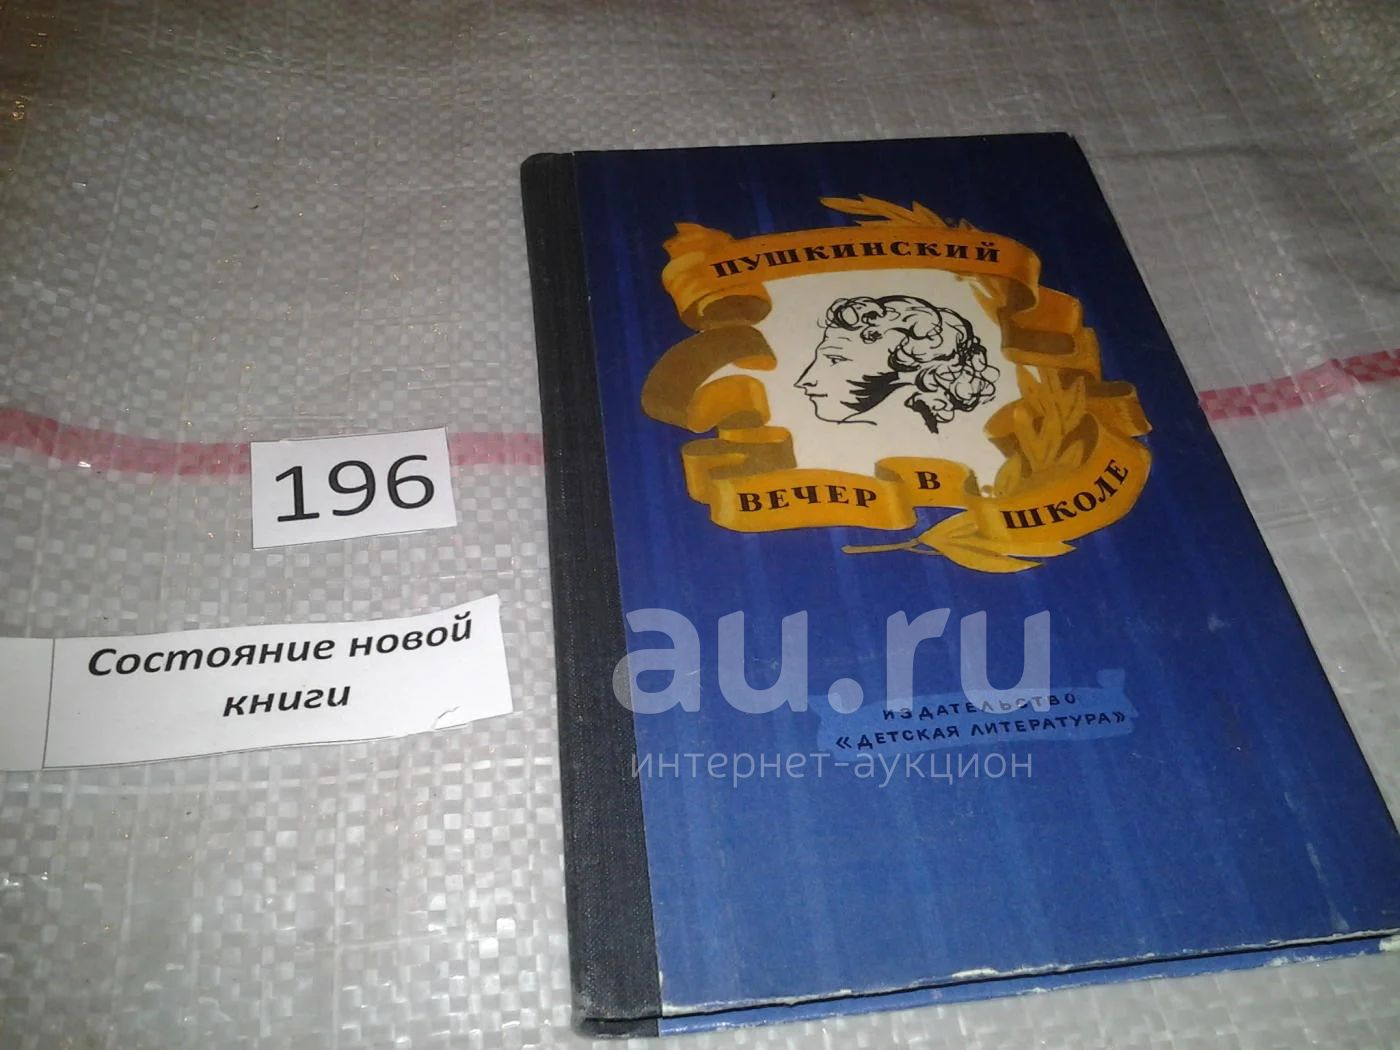 ПУШКИНСКИЙ
ВЕЧЕР В ШКОЛЕ
196
Состояние новой
книги
au.ru
ИЗДАТЕЛЬСТВО
«ДЕТСКАЯ ЛИТЕРАТУРА»
интернет-аукцион